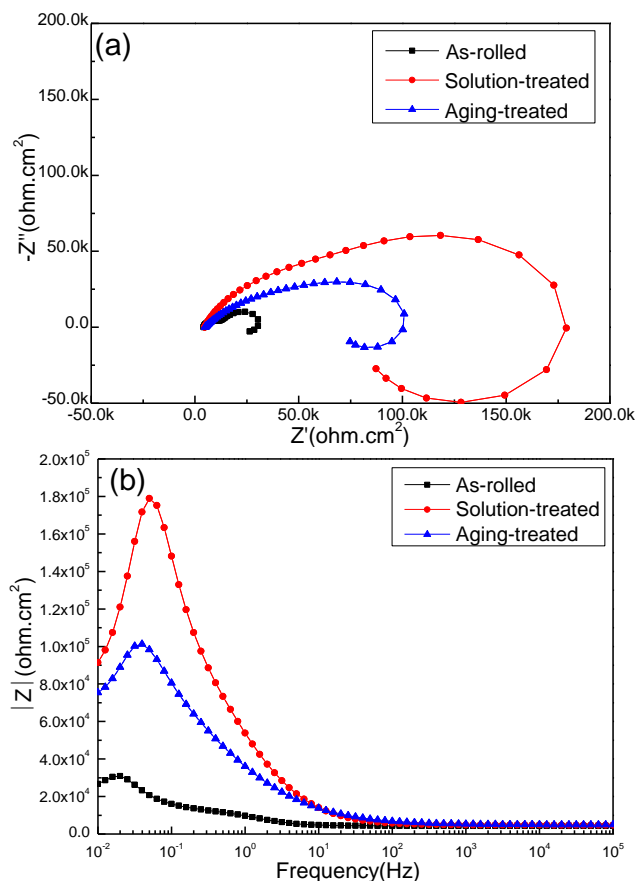 (a)
As-rolled
Solution-treated
Aging-treated
200.0k
150.0k
100.0k
50.0k
0.0
-50.0k
-Z''(ohm.cm²)
-50.0k 0.0 50.0k 100.0k 150.0k 200.0k
Z'(ohm.cm²)
(b)
As-rolled
Solution-treated
Aging-treated
2.0x10⁵
1.8x10⁵
1.6x10⁵
1.4x10⁵
1.2x10⁵
1.0x10⁵
8.0x10⁴
6.0x10⁴
4.0x10⁴
2.0x10⁴
0.0
|Z| (ohm.cm²)
10⁻² 10⁻¹ 10⁰ 10¹ 10² 10³ 10⁴ 10⁵
Frequency(Hz)